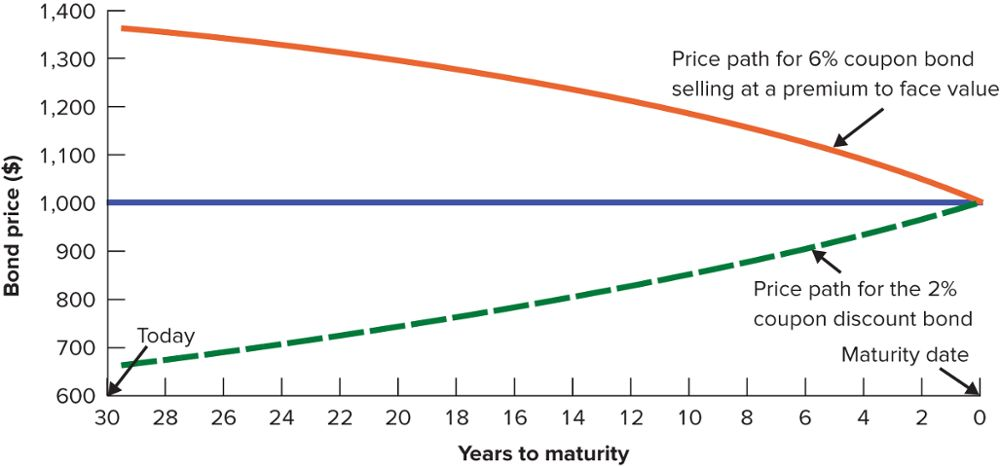 1,400
1,300
1,200
1,100
1,000
900
800
700
600
Bond price ($)
Price path for 6% coupon bond
selling at a premium to face value
Price path for the 2%
coupon discount bond
Today
Maturity date
30 28 26 24 22 20 18 16 14 12 10 8 6 4 2 0
Years to maturity